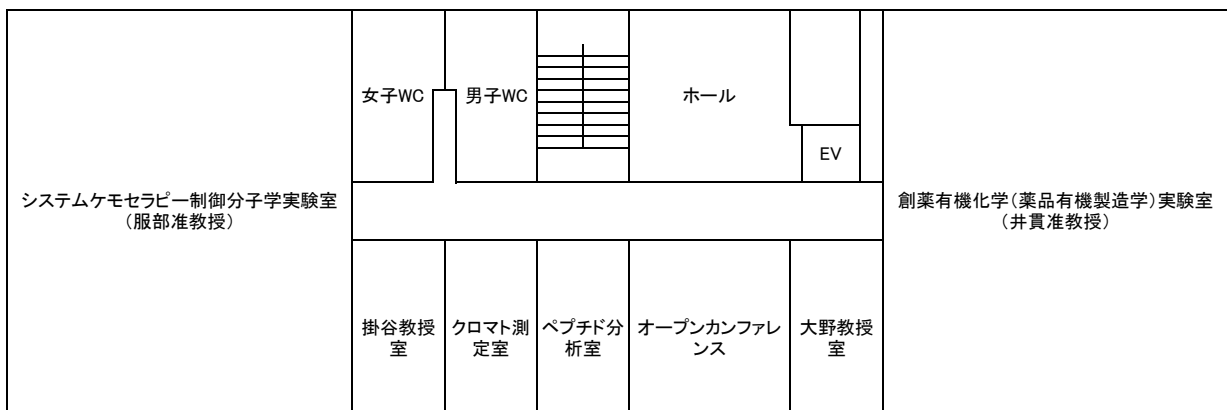 女子WC
男子WC
ホール
EV
システムケモセラピー制御分子学実験室
(服部准教授)
創薬有機化学(薬品有機製造学)実験室
(井貫准教授)
掛谷教授
室
クロマト測
定室
ペプチド分
析室
オープンカンファレ
ンス
大野教授
室